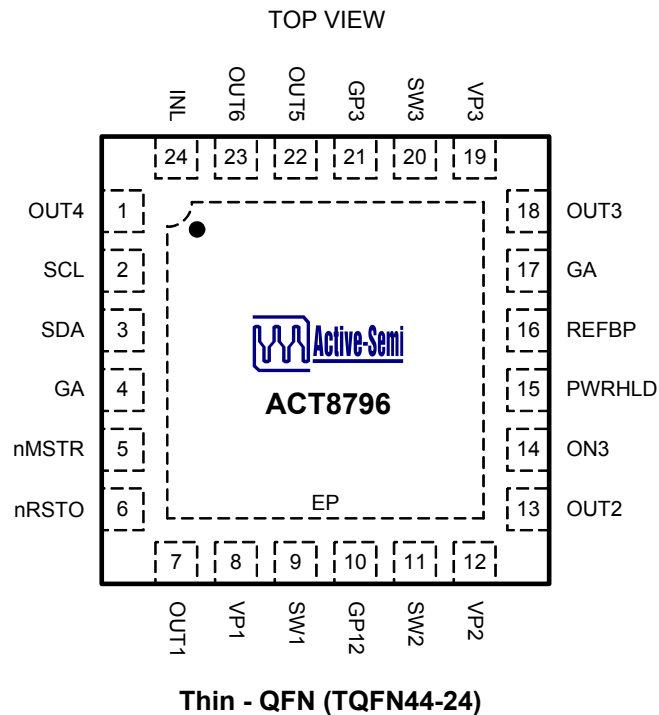 TOP VIEW
INL
OUT6
OUT5
GP3
SW3
VP3
24 23 22 21 20 19
OUT4 1
SCL 2
SDA 3
GA 4
nMSTR 5
nRSTO 6
18 OUT3
17 GA
16 REFBP
15 PWRHLD
14 ON3
13 OUT2
Active-Semi
ACT8796
EP
7 8 9 10 11 12
OUT1
VP1
SW1
GP12
SW2
VP2
Thin - QFN (TQFN44-24)